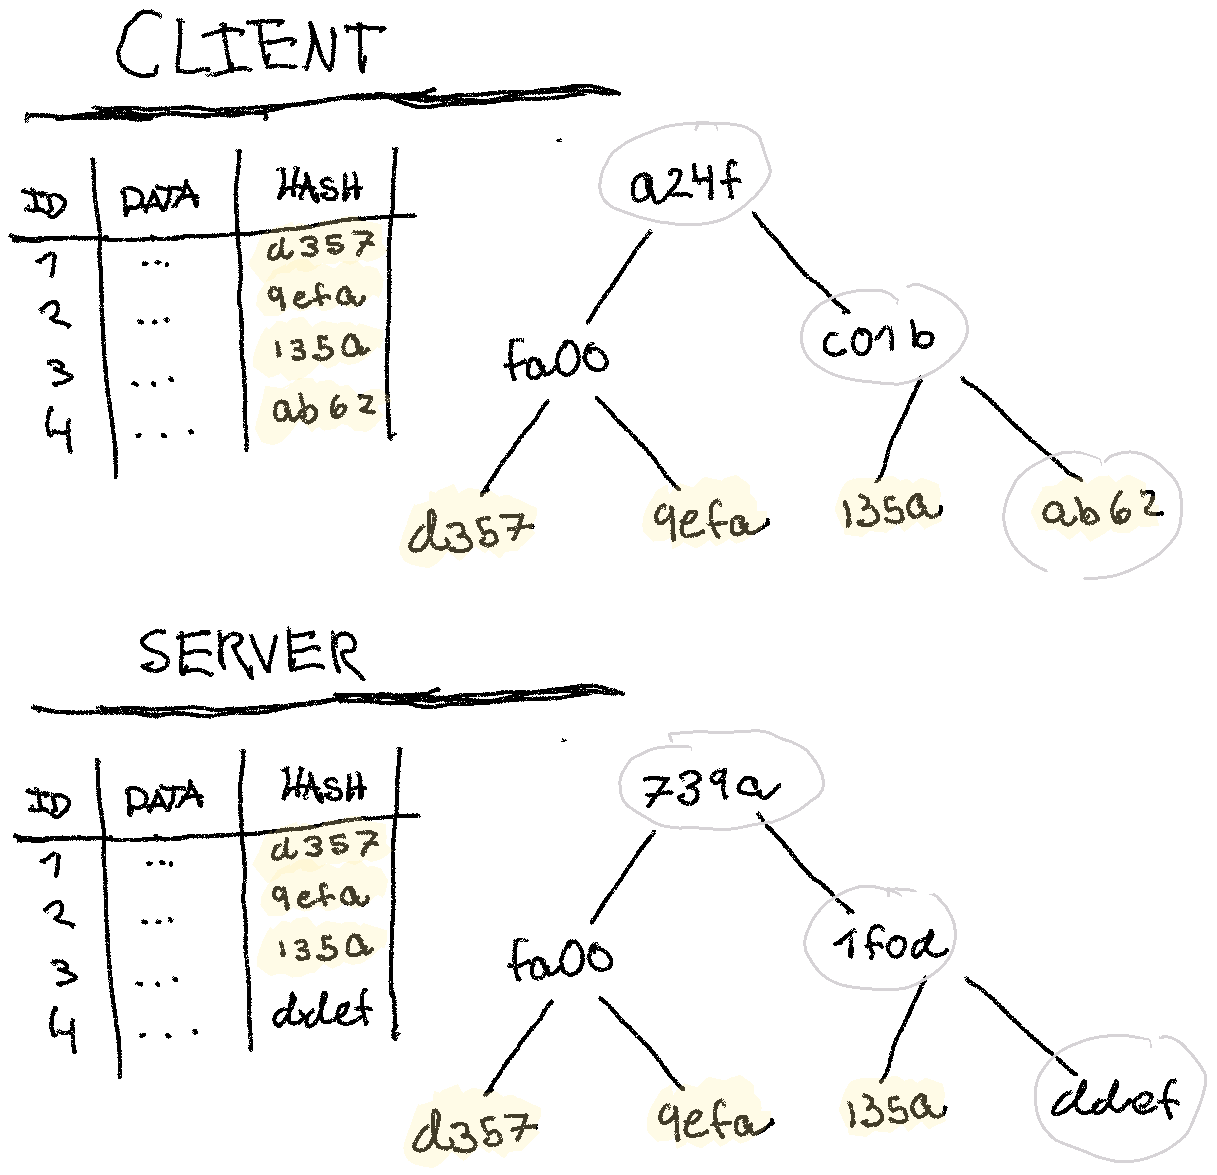 CLIENT
ID DATA HASH
1 ... d357
2 ... 9efa
3 ... 135a
4 .... ab62
a24f
fa00 c01b
d357 9efa 135a ab62
SERVER
ID DATA HASH
1 ... d357
2 ... 9efa
3 ... 135a
4 .... ddef
739a
fa00 1f0d
d357 9efa 135a ddef